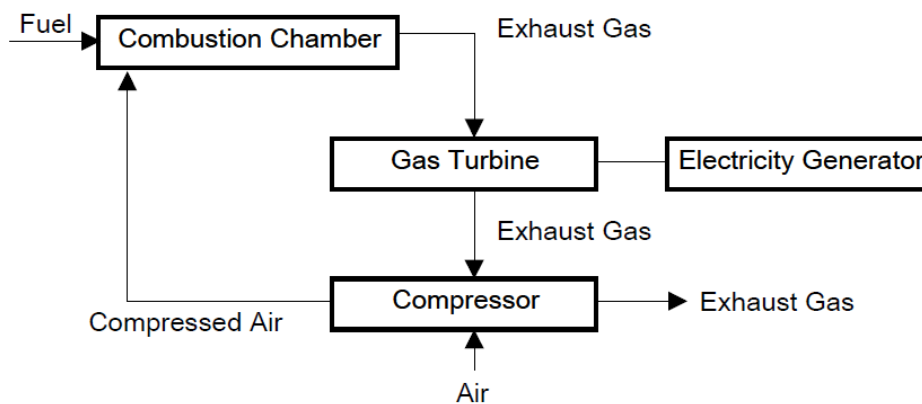 Fuel
Combustion Chamber
Exhaust Gas
Gas Turbine
Electricity Generator
Exhaust Gas
Compressor
Exhaust Gas
Compressed Air
Air